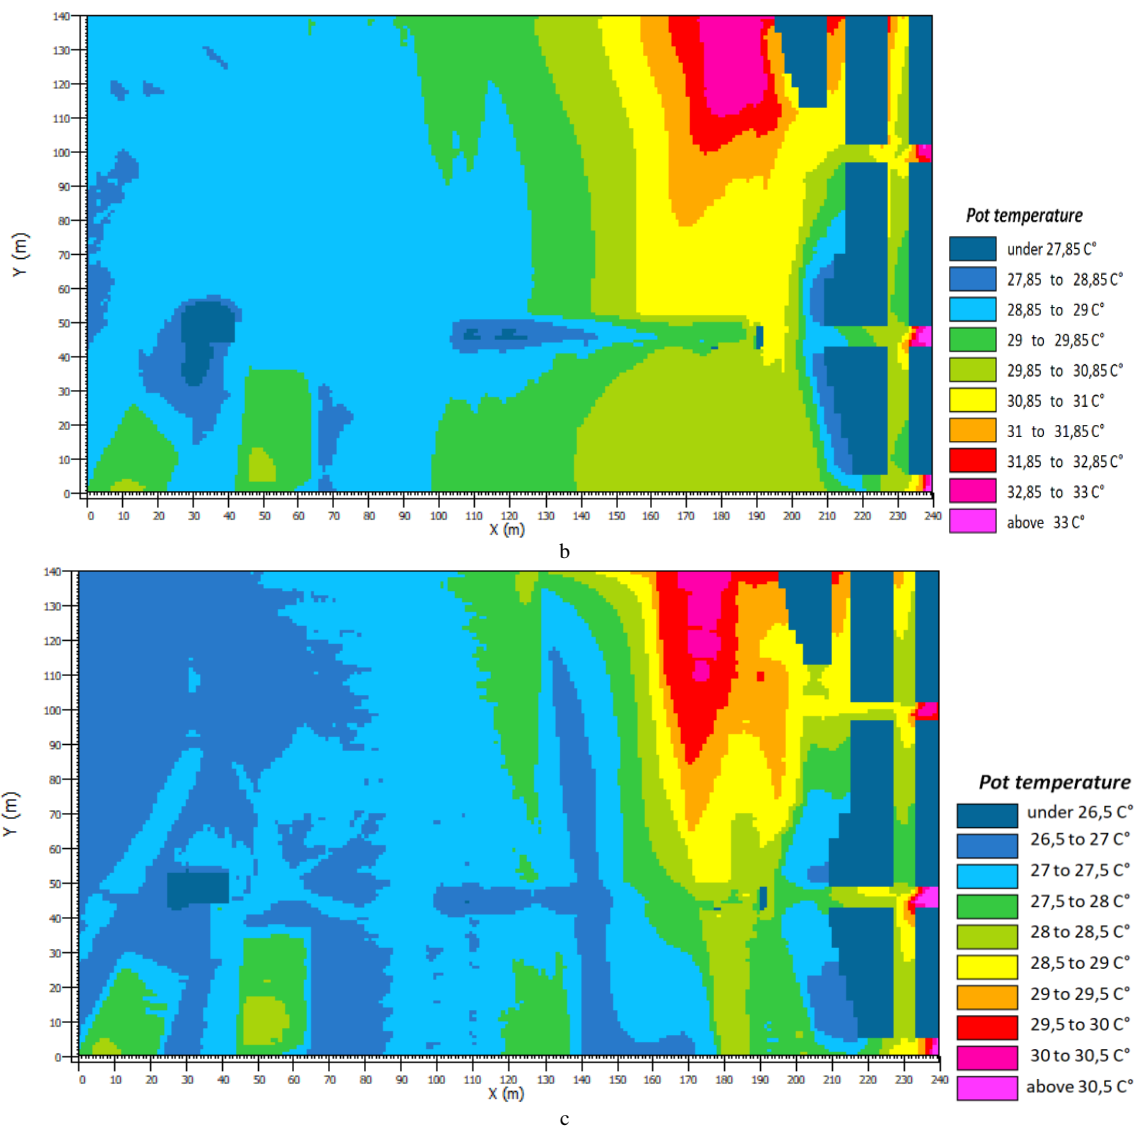 140
130
120
110
100
90
80
70
60
50
40
30
20
10
0
Y (m)
0 10 20 30 40 50 60 70 80 90 100 110 120 130 140 150 160 170 180 190 200 210 220 230 240
X (m)
Pot temperature
under 27,85 C°
27,85 to 28,85 C°
28,85 to 29 C°
29 to 29,85 C°
29,85 to 30,85 C°
30,85 to 31 C°
31 to 31,85 C°
31,85 to 32,85 C°
32,85 to 33 C°
above 33 C°
b
140
130
120
110
100
90
80
70
60
50
40
30
20
10
0
Y (m)
0 10 20 30 40 50 60 70 80 90 100 110 120 130 140 150 160 170 180 190 200 210 220 230 240
X (m)
Pot temperature
under 26,5 C°
26,5 to 27 C°
27 to 27,5 C°
27,5 to 28 C°
28 to 28,5 C°
28,5 to 29 C°
29 to 29,5 C°
29,5 to 30 C°
30 to 30,5 C°
above 30,5 C°
c